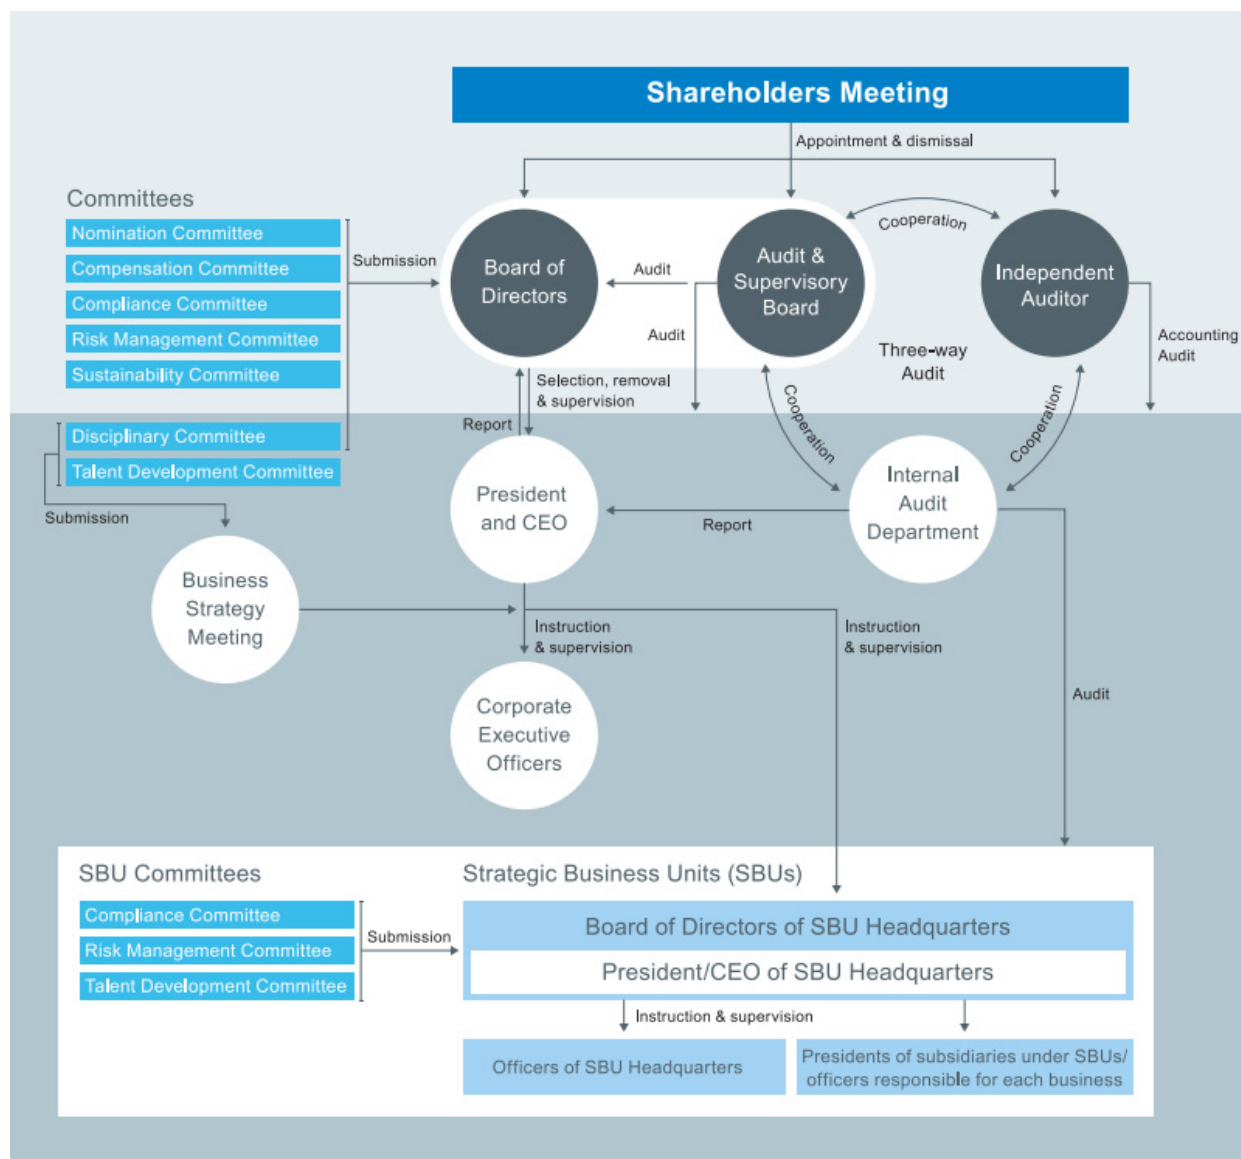 Shareholders Meeting
Appointment & dismissal
Committees
Nomination Committee
Compensation Committee
Compliance Committee
Risk Management Committee
Sustainability Committee
Disciplinary Committee
Talent Development Committee
Submission
Submission
Board of
Directors
Audit
Audit
Audit &
Supervisory
Board
Cooperation
Independent
Auditor
Three-way
Audit
Accounting
Audit
Selection, removal
& supervision
Report
Cooperation
Cooperation
President
and CEO
Report
Internal
Audit
Department
Business
Strategy
Meeting
Instruction
& supervision
Instruction
& supervision
Audit
Corporate
Executive
Officers
SBU Committees
Compliance Committee
Risk Management Committee
Talent Development Committee
Submission
Strategic Business Units (SBUs)
Board of Directors of SBU Headquarters
President/CEO of SBU Headquarters
Instruction & supervision
Officers of SBU Headquarters
Presidents of subsidiaries under SBUs/
officers responsible for each business